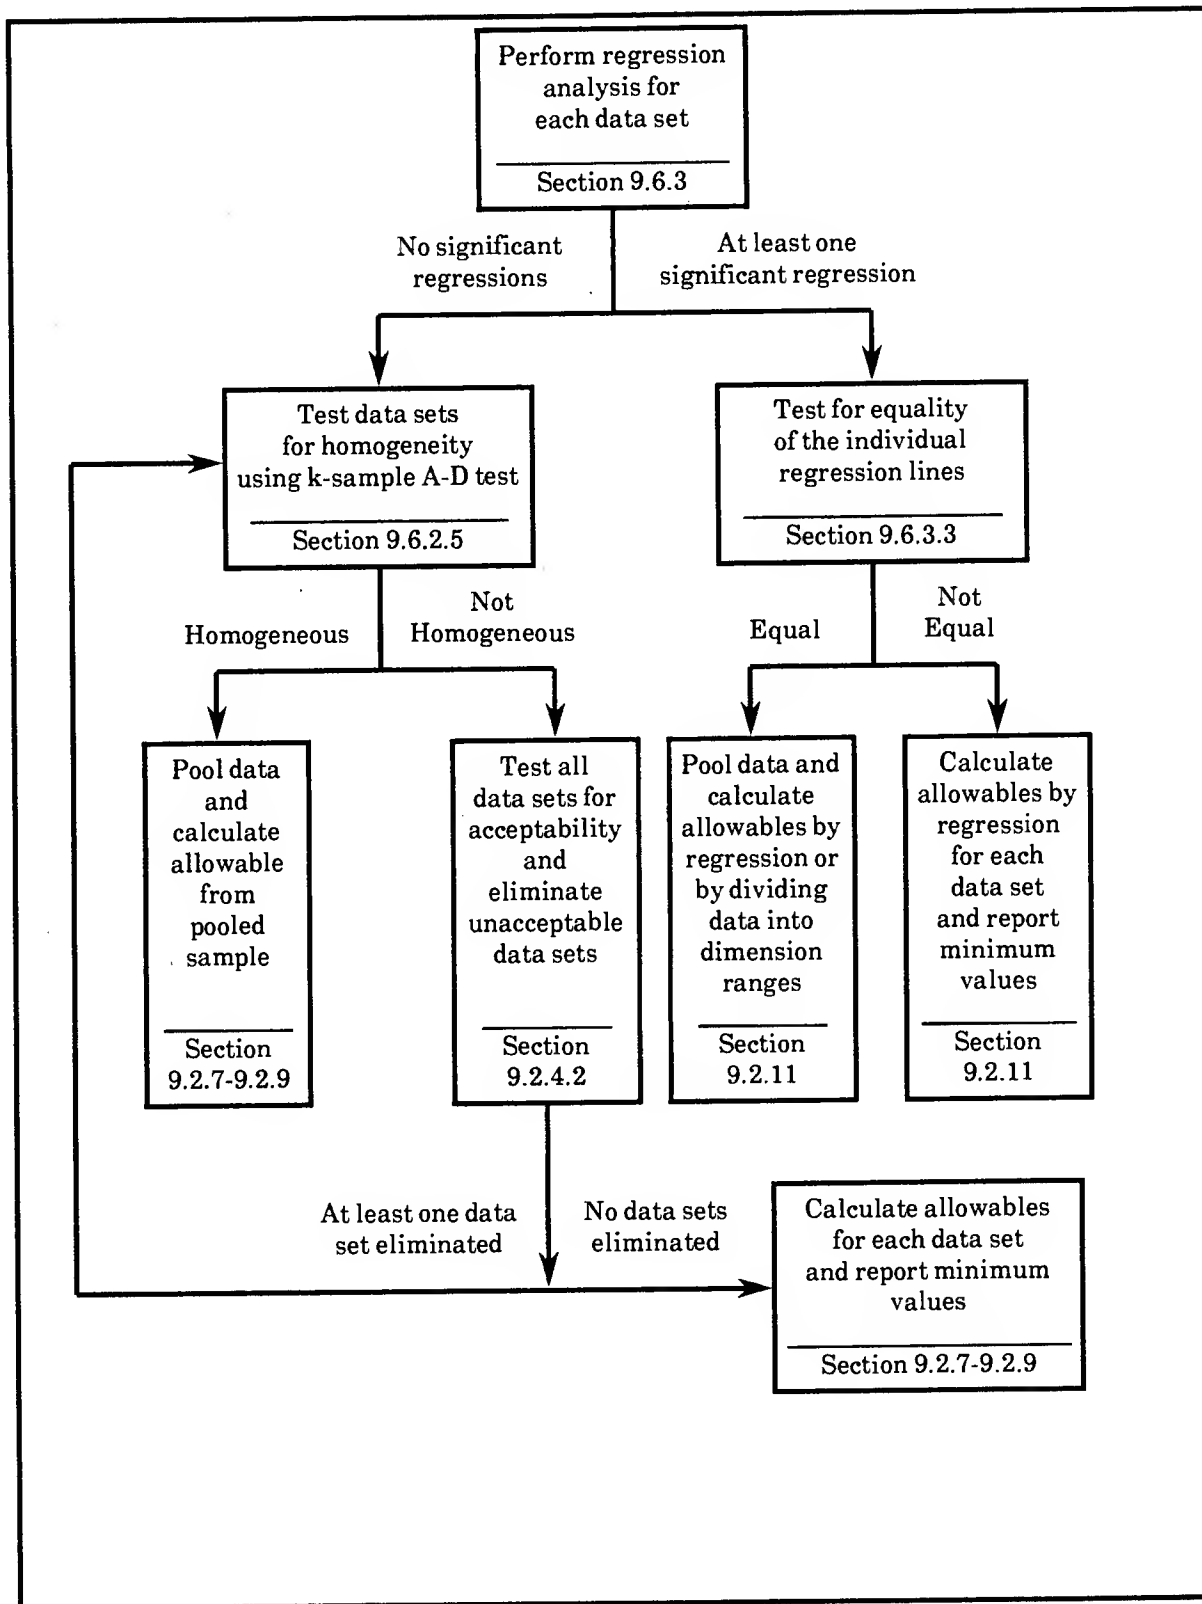 Perform regression
analysis for
each data set
Section 9.6.3
No significant
regressions
At least one
significant regression
Test data sets
for homogeneity
using k-sample A-D test
Section 9.6.2.5
Test for equality
of the individual
regression lines
Section 9.6.3.3
Homogeneous
Not
Homogeneous
Equal
Not
Equal
Pool data
and
calculate
allowable
from
pooled
sample
Section
9.2.7-9.2.9
Test all
data sets for
acceptability
and
eliminate
unacceptable
data sets
Section
9.2.4.2
Pool data and
calculate
allowables by
regression or
by dividing
data into
dimension
ranges
Section
9.2.11
Calculate
allowables by
regression
for each
data set
and report
minimum
values
Section
9.2.11
At least one data
set eliminated
No data sets
eliminated
Calculate allowables
for each data set
and report minimum
values
Section 9.2.7-9.2.9